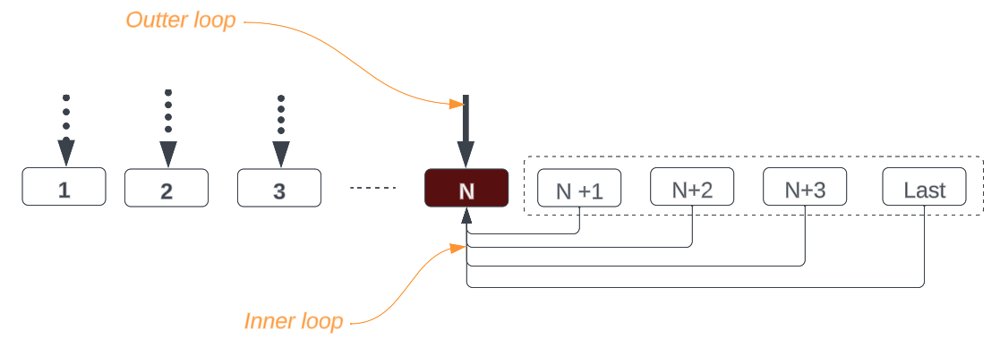 Outter loop
1
2
3
N
N +1
N+2
N+3
Last
Inner loop